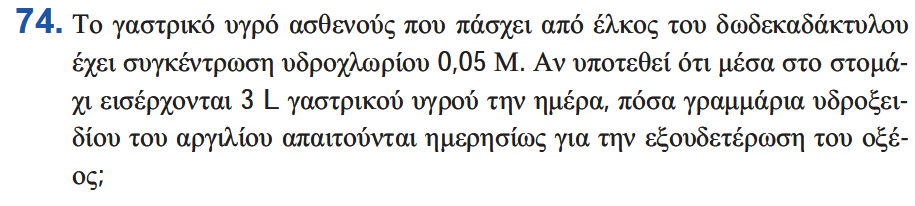 74. Το γαστρικό υγρό ασθενούς που πάσχει από έλκος του δωδεκαδάκτυλου
έχει συγκέντρωση υδροχλωρίου 0,05 Μ. Αν υποτεθεί ότι μέσα στο στομά-
χι εισέρχονται 3 L γαστρικού υγρού την ημέρα, πόσα γραμμάρια υδροξει-
δίου του αργιλίου απαιτούνται ημερησίως για την εξουδετέρωση του οξέ-
ος;